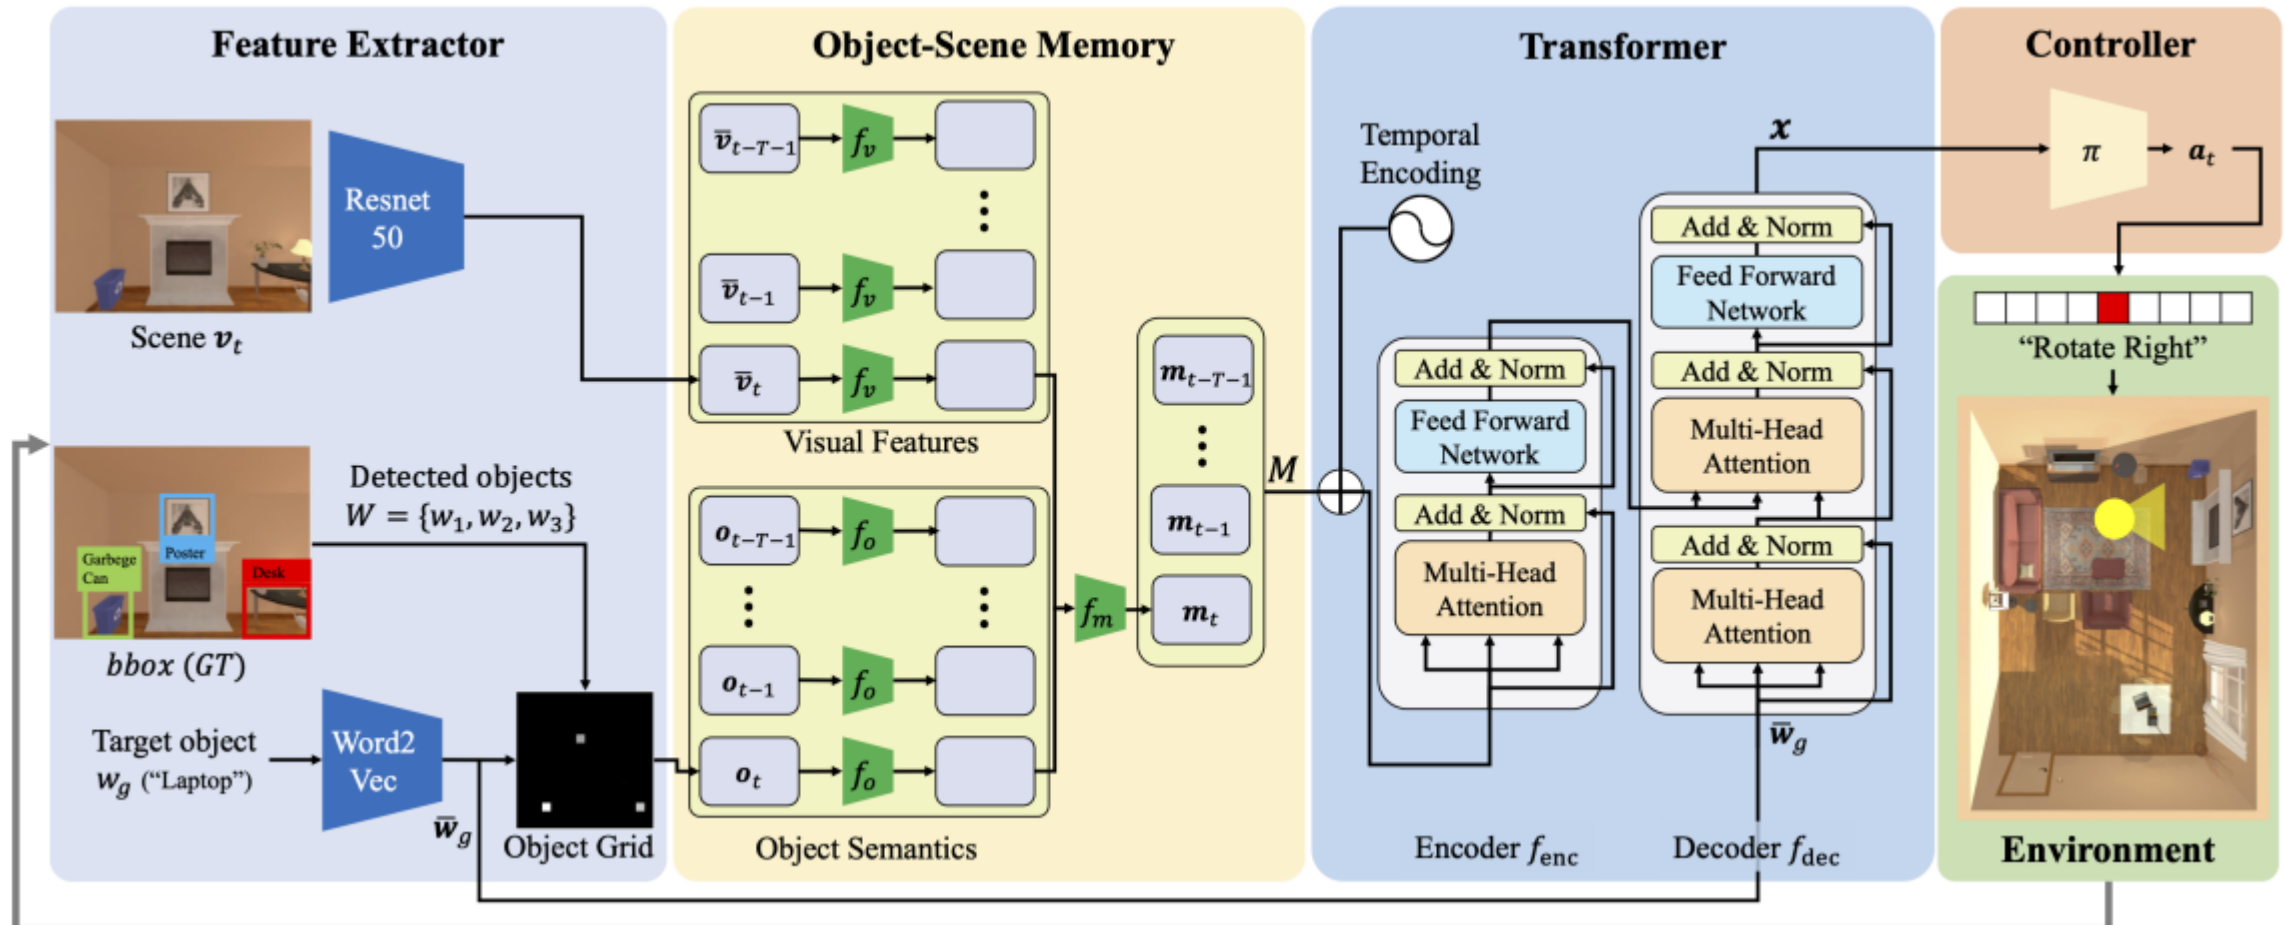 Feature Extractor
Resnet
50
Scene v_t
Detected objects
W = {w_1, w_2, w_3}
Garbege
Can
Poster
Desk
bbox (GT)
Target object
w_g ("Laptop")
Word2
Vec
w̅_g
Object Grid
Object-Scene Memory
v̅_{t-T-1}
f_v
v̅_{t-1}
f_v
v̅_t
f_v
Visual Features
o_{t-T-1}
f_o
o_{t-1}
f_o
o_t
f_o
Object Semantics
f_m
m_{t-T-1}
m_{t-1}
m_t
M
Transformer
Temporal
Encoding
Add & Norm
Feed Forward
Network
Add & Norm
Multi-Head
Attention
Encoder f_enc
x
Add & Norm
Feed Forward
Network
Add & Norm
Multi-Head
Attention
Add & Norm
Multi-Head
Attention
w̅_g
Decoder f_dec
Controller
π
a_t
"Rotate Right"
Environment